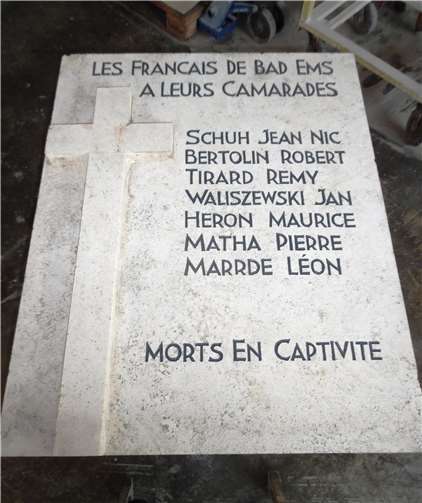 LES FRANCAIS DE BAD EMS
A LEURS CAMARADES
SCHUH JEAN NIC
BERTOLIN ROBERT
TIRARD REMY
WALISZEWSKI JAN
HERON MAURICE
MATHA PIERRE
MARRDE LÉON
MORTS EN CAPTIVITE